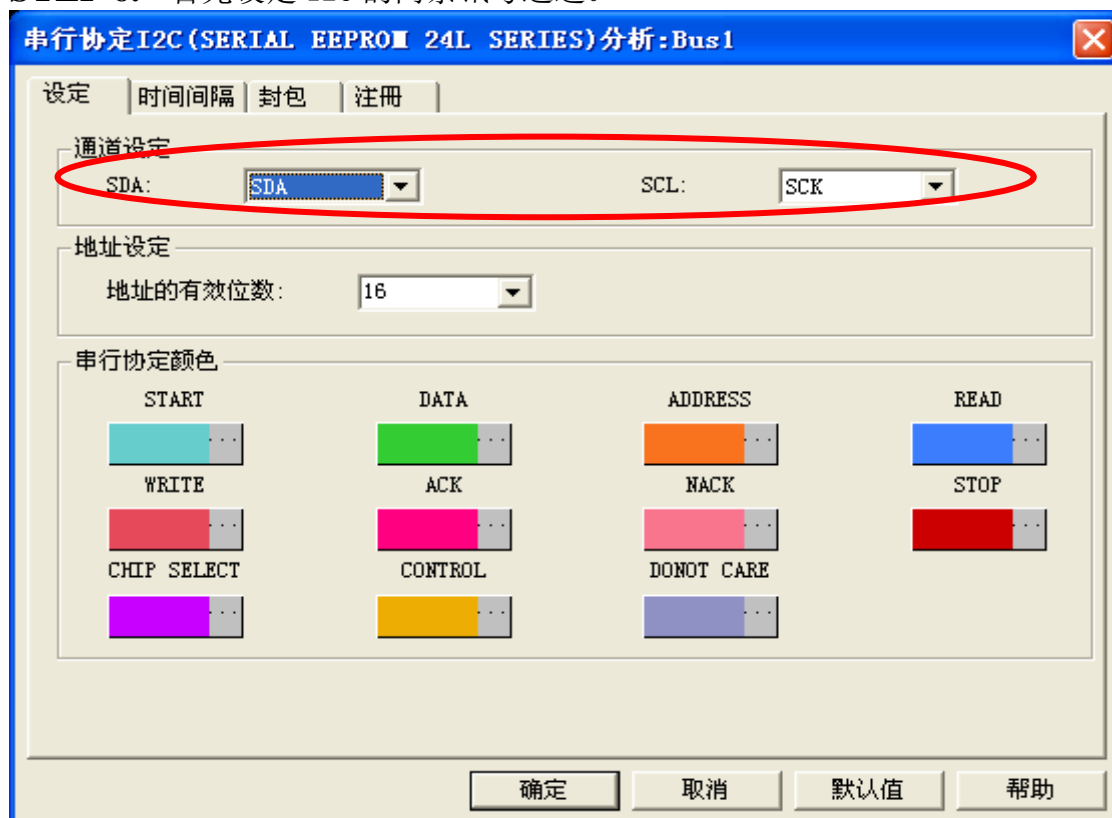 串行协定I2C(SERIAL EEPROM 24L SERIES)分析:Bus1
设定 时间间隔 封包 注册
通道设定
SDA: SDA SCL: SCK
地址设定
地址的有效位数: 16
串行协定颜色
START DATA ADDRESS READ
... ... ... ...
WRITE ACK NACK STOP
... ... ... ...
CHIP SELECT CONTROL DONOT CARE
... ... ...
确定 取消 默认值 帮助